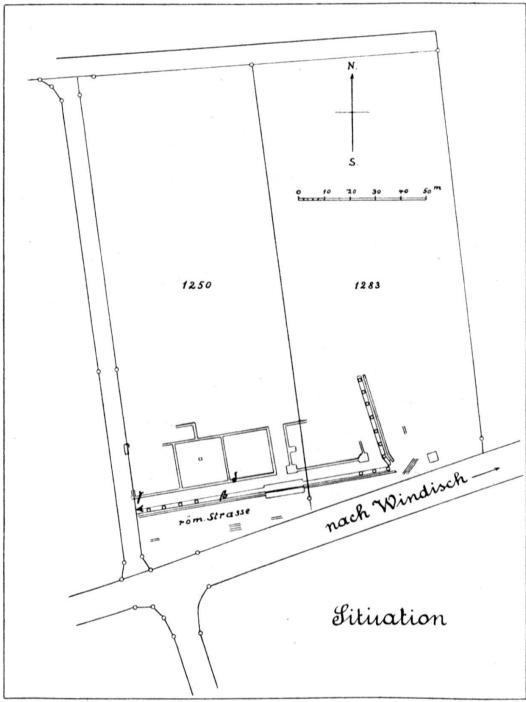 N.
S.
0 10 20 30 40 50 m
1250
1283
röm. Strasse
nach Windisch
Situation